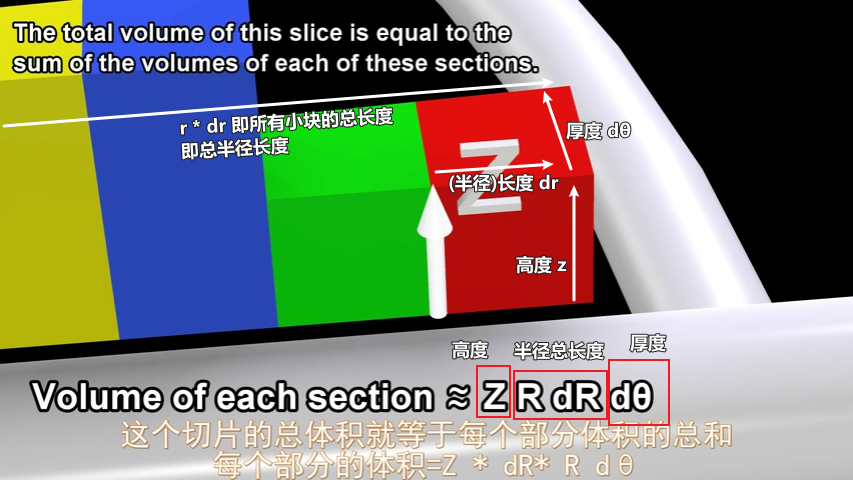 The total volume of this slice is equal to the
sum of the volumes of each of these sections.
r * dr 即所有小块的总长度
即总半径长度
厚度 dθ
Z
(半径)长度 dr
高度 z
高度 半径总长度 厚度
Volume of each section ≈ Z R dR dθ
这个切片的总体积就等于每个部分体积的总和
每个部分的体积=Z * dR* R dθ